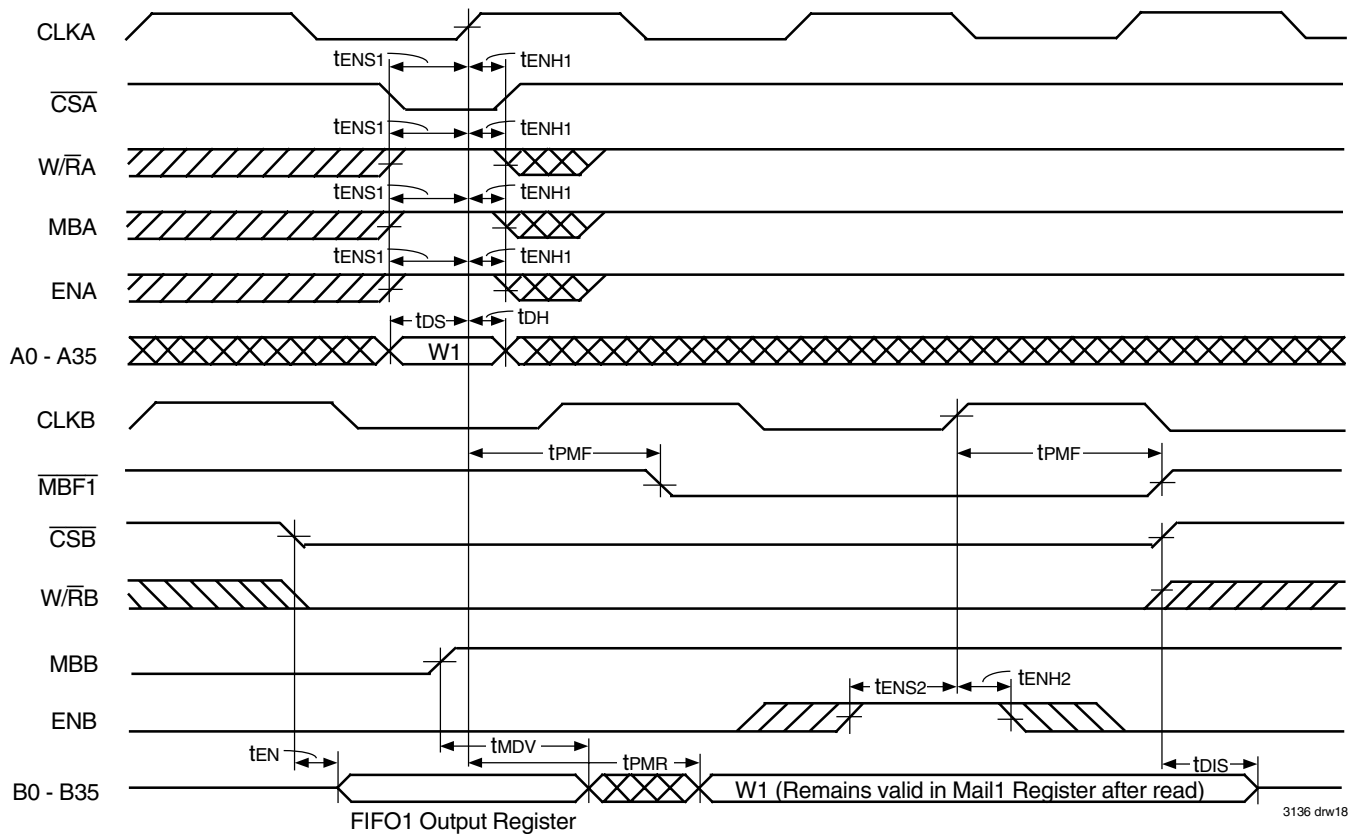 CLKA
tENS1 tENH1
CSA
tENS1 tENH1
W/RA
tENS1 tENH1
MBA
tENS1 tENH1
ENA
tDS tDH
A0 - A35 W1
CLKB
tPMF tPMF
MBF1
CSB
W/RB
MBB
tENS2 tENH2
ENB
tEN tMDV tPMR tDIS
B0 - B35 W1 (Remains valid in Mail1 Register after read)
3136 drw18
FIFO1 Output Register